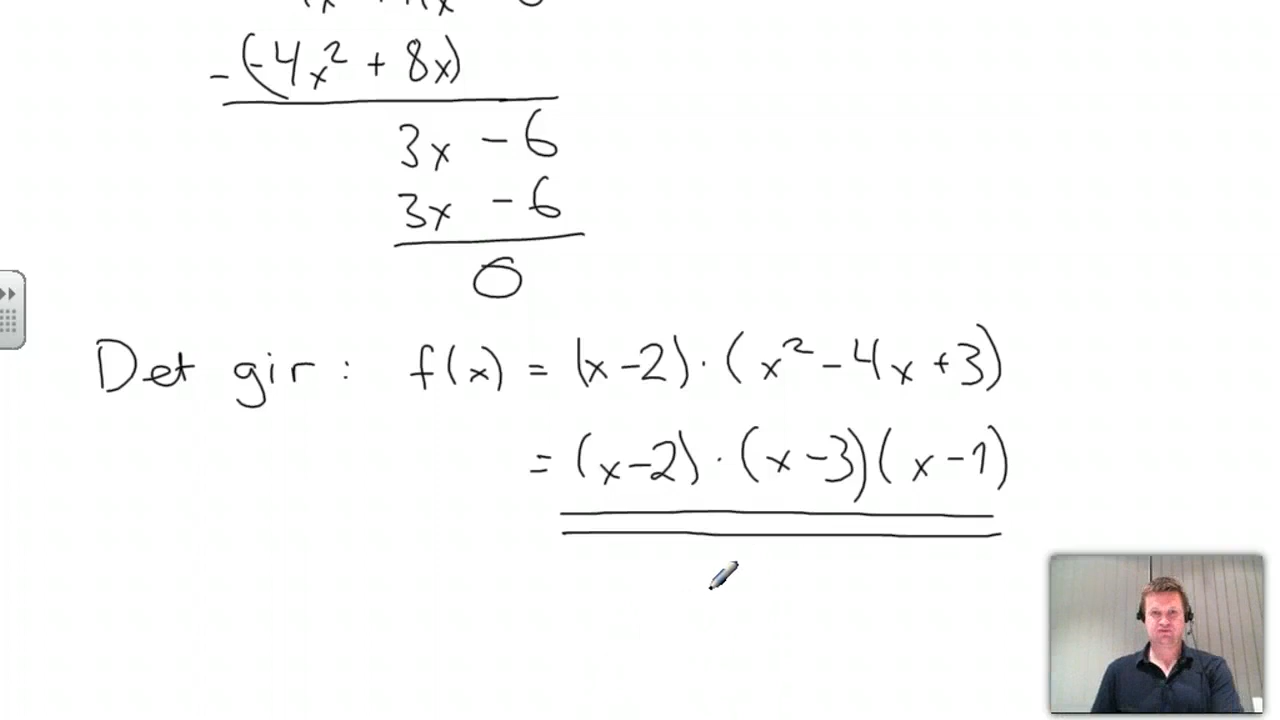 -(-4x² + 8x)
3x - 6
3x - 6
0
Det gir : f(x) = (x-2)·(x²-4x+3)
= (x-2)·(x-3)(x-1)